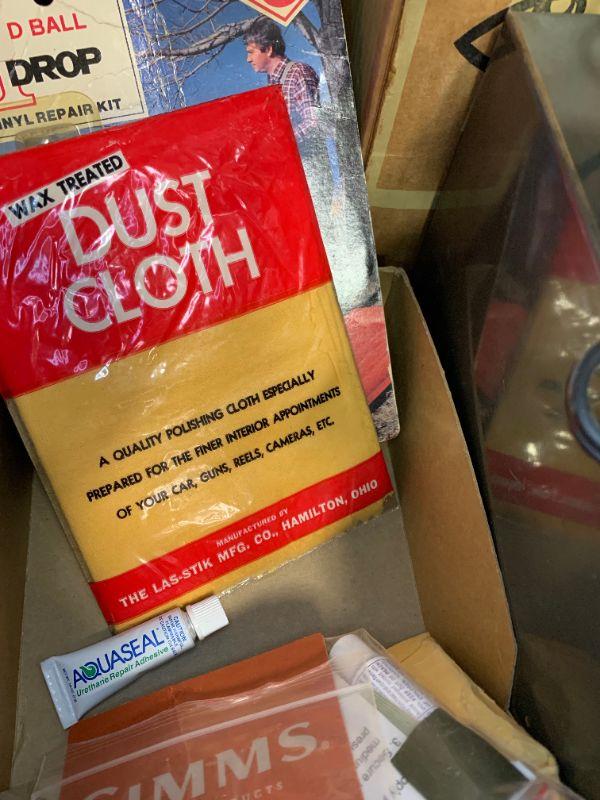 D BALL
DROP
INYL REPAIR KIT
WAX TREATED
DUST
CLOTH
A QUALITY POLISHING CLOTH ESPECIALLY
PREPARED FOR THE FINER INTERIOR APPOINTMENTS
OF YOUR CAR, GUNS, REELS, CAMERAS, ETC.
MANUFACTURED BY
THE LAS-STIK MFG. CO., HAMILTON, OHIO
AQUASEAL
Urethane Repair Adhesive
CAUTION
SIMMS